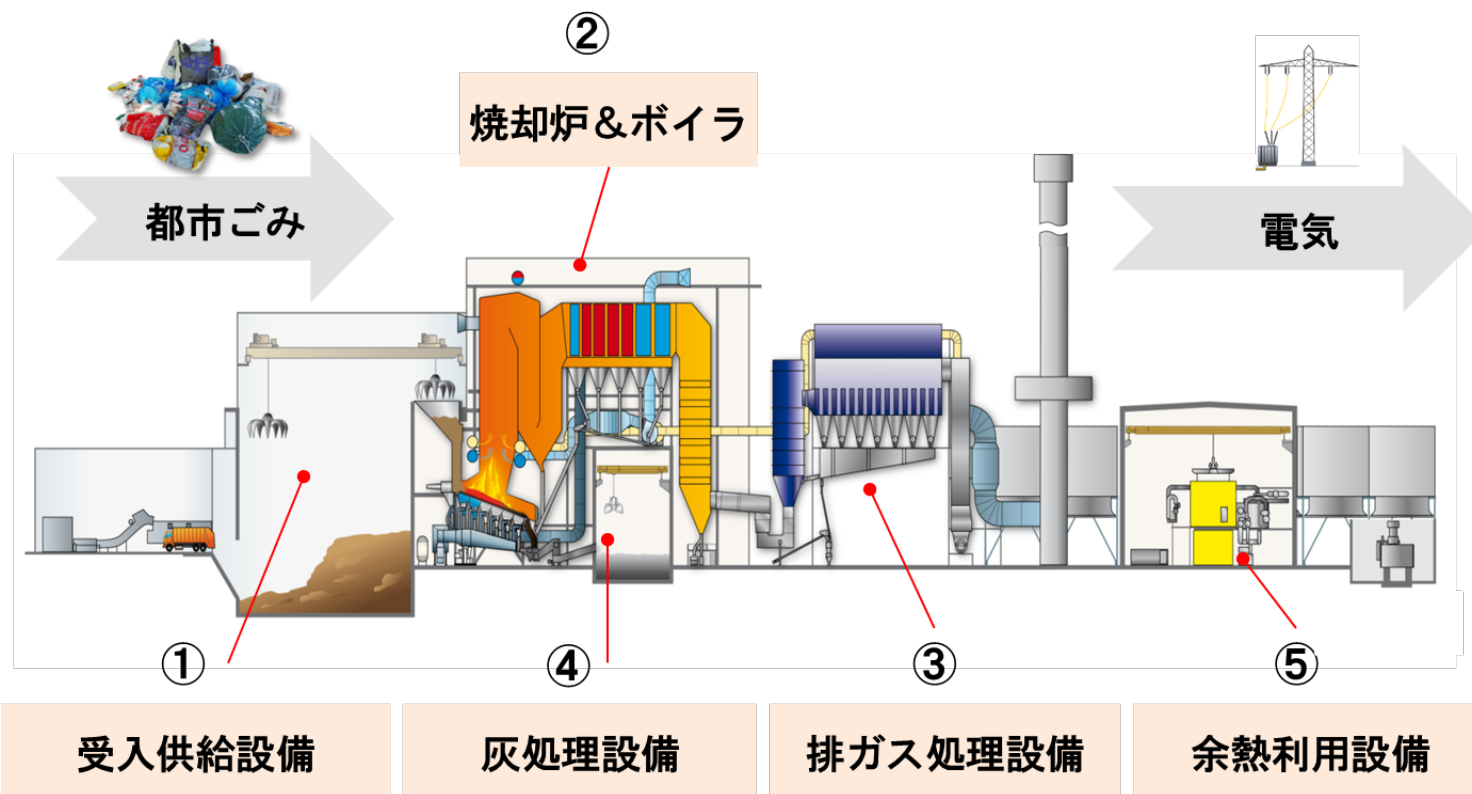 ②
焼却炉＆ボイラ
都市ごみ
電気
①
④
③
⑤
受入供給設備
灰処理設備
排ガス処理設備
余熱利用設備